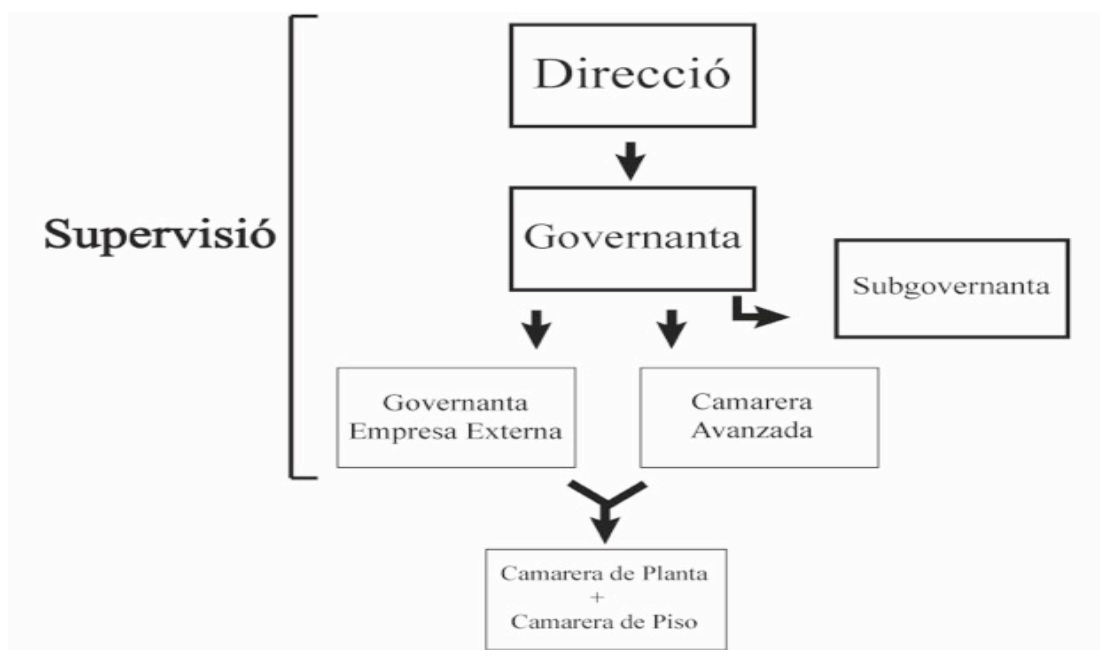 Direcció
Supervisió
Governanta
Subgovernanta
Governanta
Empresa Externa
Camarera
Avanzada
Camarera de Planta
+
Camarera de Piso